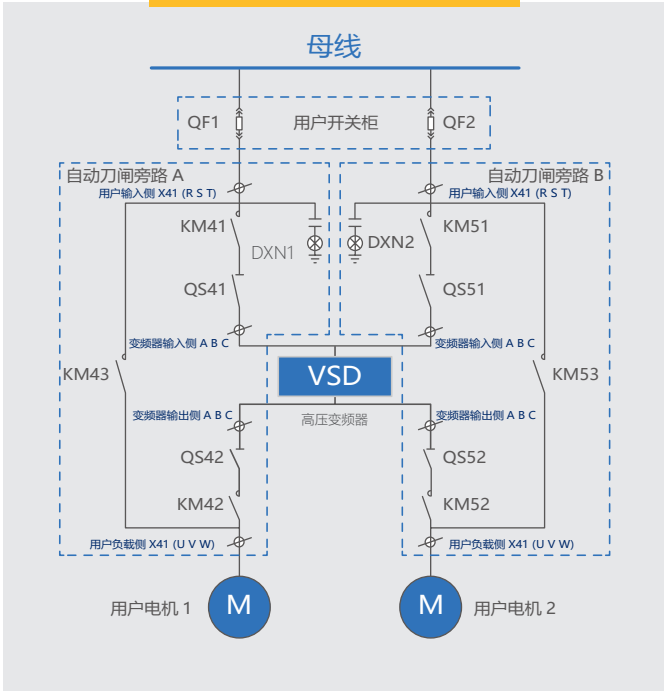 母线
QF1
用户开关柜
QF2
自动刀闸旁路 A
自动刀闸旁路 B
用户输入侧 X41 (R S T)
用户输入侧 X41 (R S T)
KM41
DXN1
DXN2
KM51
QS41
QS51
变频器输入侧 A B C
变频器输入侧 A B C
KM43
VSD
KM53
变频器输出侧 A B C
高压变频器
变频器输出侧 A B C
QS42
QS52
KM42
KM52
用户负载侧 X41 (U V W)
用户负载侧 X41 (U V W)
用户电机 1
M
M
用户电机 2